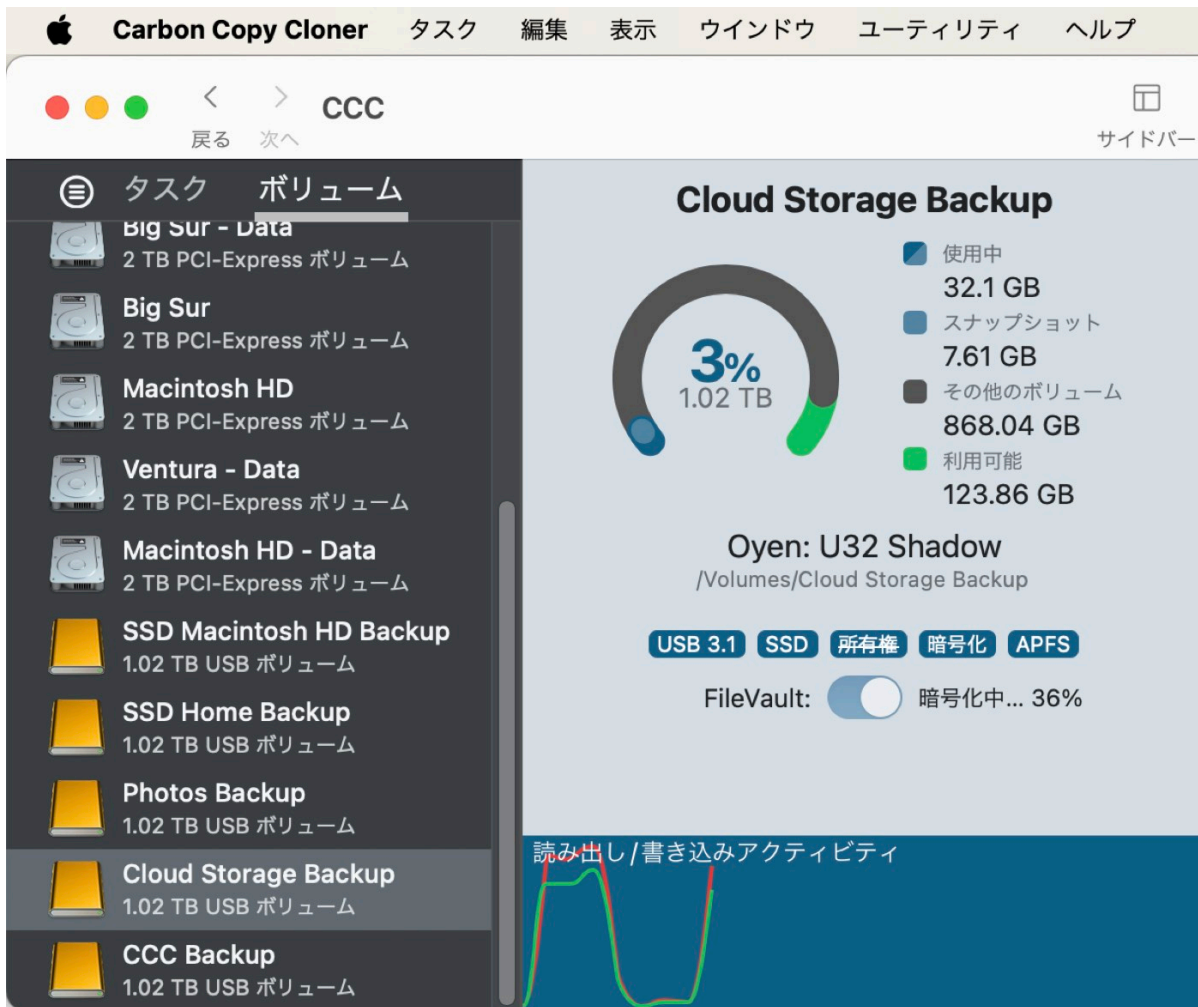 Carbon Copy Cloner タスク 編集 表示 ウインドウ ユーティリティ ヘルプ
戻る 次へ CCC サイドバー
タスク ボリューム
Big Sur - Data
2 TB PCI-Express ボリューム
Big Sur
2 TB PCI-Express ボリューム
Macintosh HD
2 TB PCI-Express ボリューム
Ventura - Data
2 TB PCI-Express ボリューム
Macintosh HD - Data
2 TB PCI-Express ボリューム
SSD Macintosh HD Backup
1.02 TB USB ボリューム
SSD Home Backup
1.02 TB USB ボリューム
Photos Backup
1.02 TB USB ボリューム
Cloud Storage Backup
1.02 TB USB ボリューム
CCC Backup
1.02 TB USB ボリューム
Cloud Storage Backup
3%
1.02 TB
使用中
32.1 GB
スナップショット
7.61 GB
その他のボリューム
868.04 GB
利用可能
123.86 GB
Oyen: U32 Shadow
/Volumes/Cloud Storage Backup
USB 3.1 SSD 所有権 暗号化 APFS
FileVault: 暗号化中... 36%
読み出し/書き込みアクティビティ